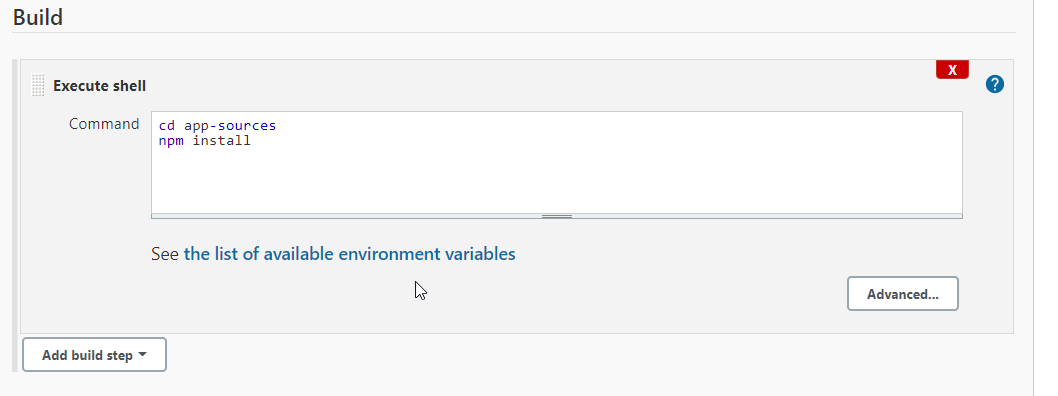 Build
Execute shell
X
?
Command
cd app-sources
npm install
See the list of available environment variables
Advanced...
Add build step